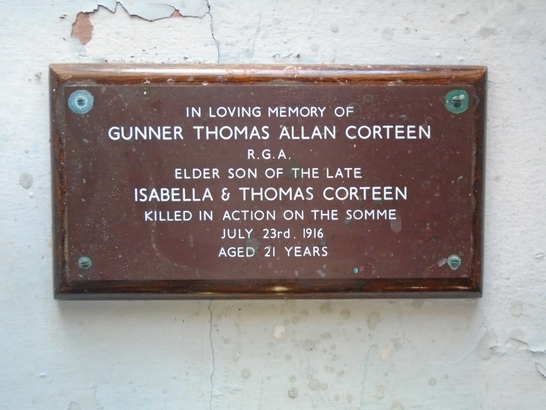 IN LOVING MEMORY OF
GUNNER THOMAS ALLAN CORTEEN
R.G.A.
ELDER SON OF THE LATE
ISABELLA & THOMAS CORTEEN
KILLED IN ACTION ON THE SOMME
JULY 23rd. 1916
AGED 21 YEARS